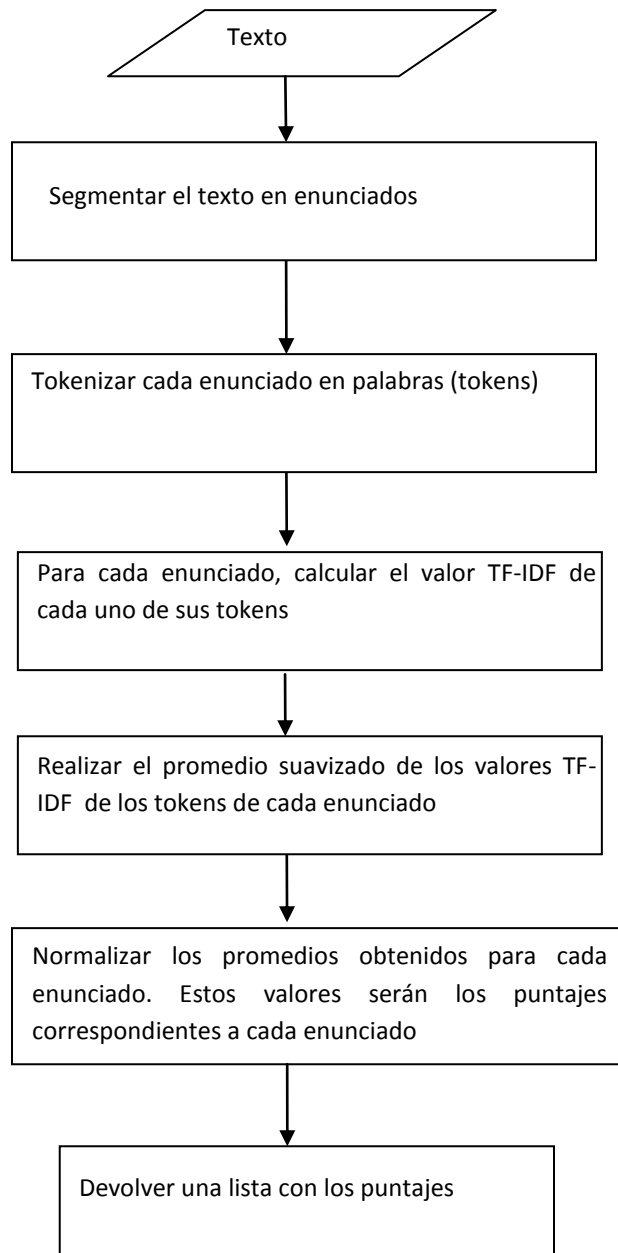 Texto
Segmentar el texto en enunciados
Tokenizar cada enunciado en palabras (tokens)
Para cada enunciado, calcular el valor TF-IDF de
cada uno de sus tokens
Realizar el promedio suavizado de los valores TF-
IDF de los tokens de cada enunciado
Normalizar los promedios obtenidos para cada
enunciado. Estos valores serán los puntajes
correspondientes a cada enunciado
Devolver una lista con los puntajes